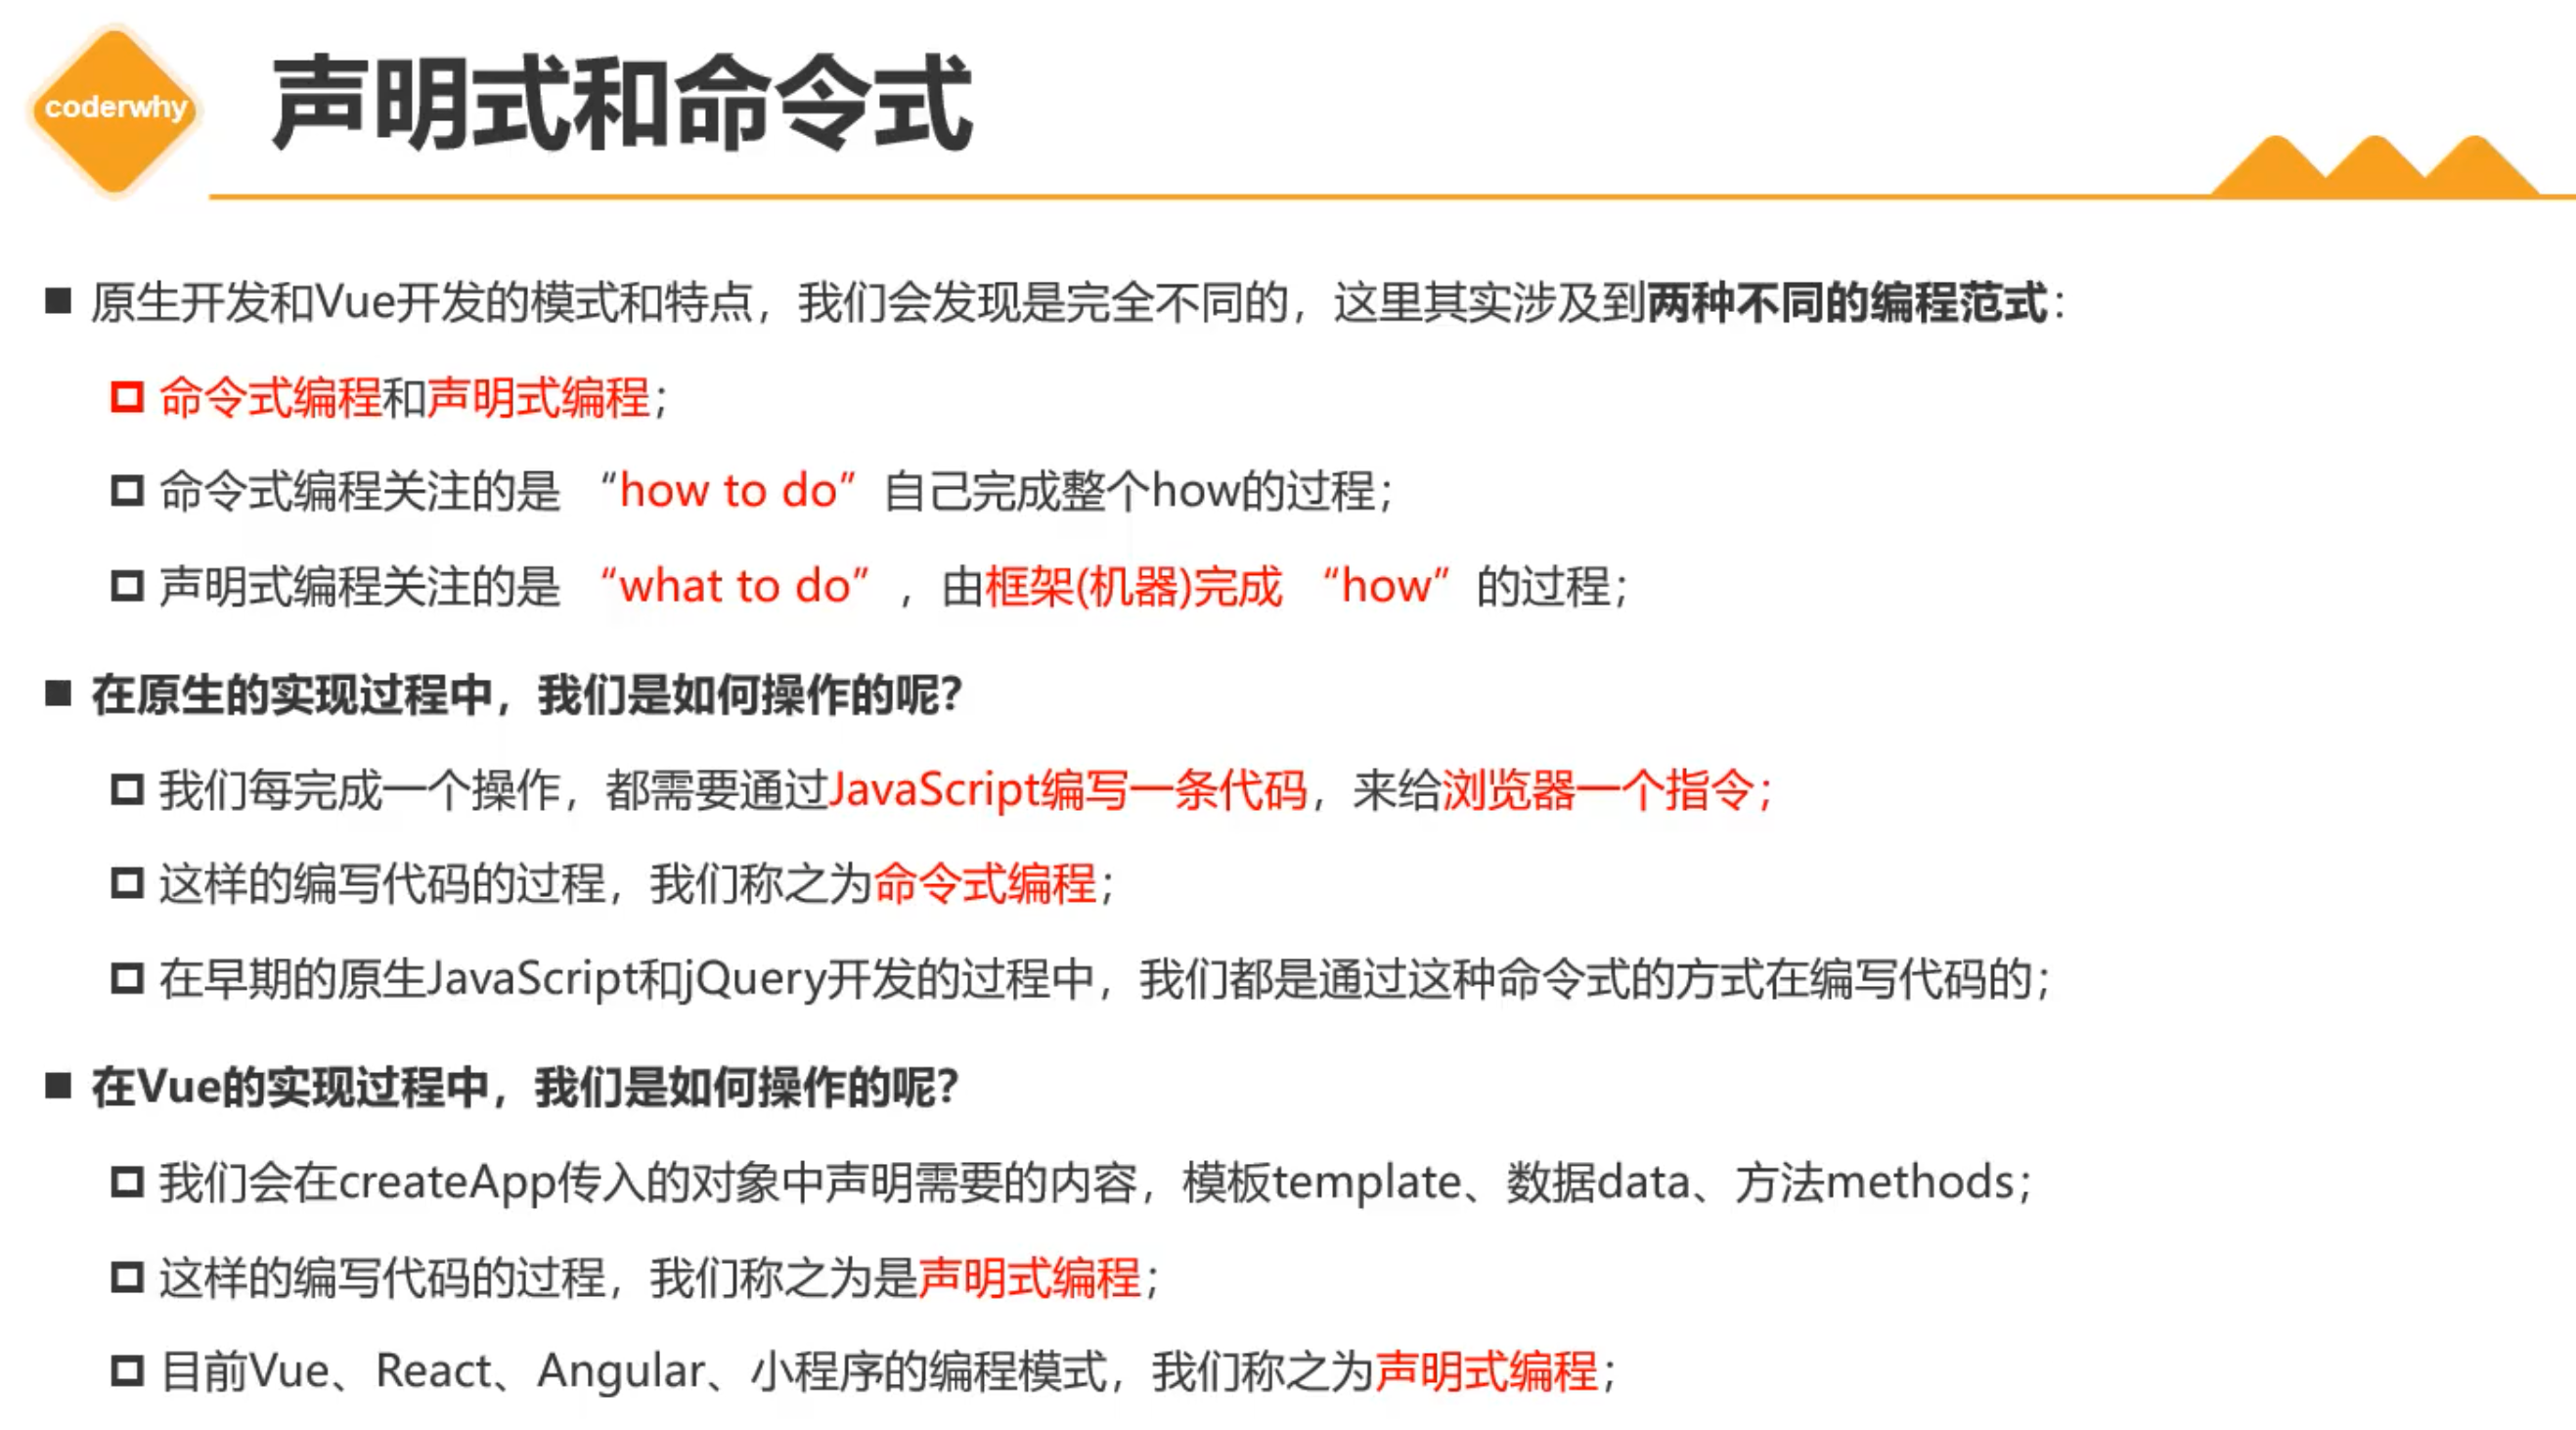 coderwhy
声明式和命令式
原生开发和Vue开发的模式和特点，我们会发现是完全不同的，这里其实涉及到两种不同的编程范式：
命令式编程和声明式编程；
命令式编程关注的是 “how to do”自己完成整个how的过程；
声明式编程关注的是 “what to do”，由框架(机器)完成 “how”的过程；
在原生的实现过程中，我们是如何操作的呢？
我们每完成一个操作，都需要通过JavaScript编写一条代码，来给浏览器一个指令；
这样的编写代码的过程，我们称之为命令式编程；
在早期的原生JavaScript和jQuery开发的过程中，我们都是通过这种命令式的方式在编写代码的；
在Vue的实现过程中，我们是如何操作的呢？
我们会在createApp传入的对象中声明需要的内容，模板template、数据data、方法methods；
这样的编写代码的过程，我们称之为是声明式编程；
目前Vue、React、Angular、小程序的编程模式，我们称之为声明式编程；